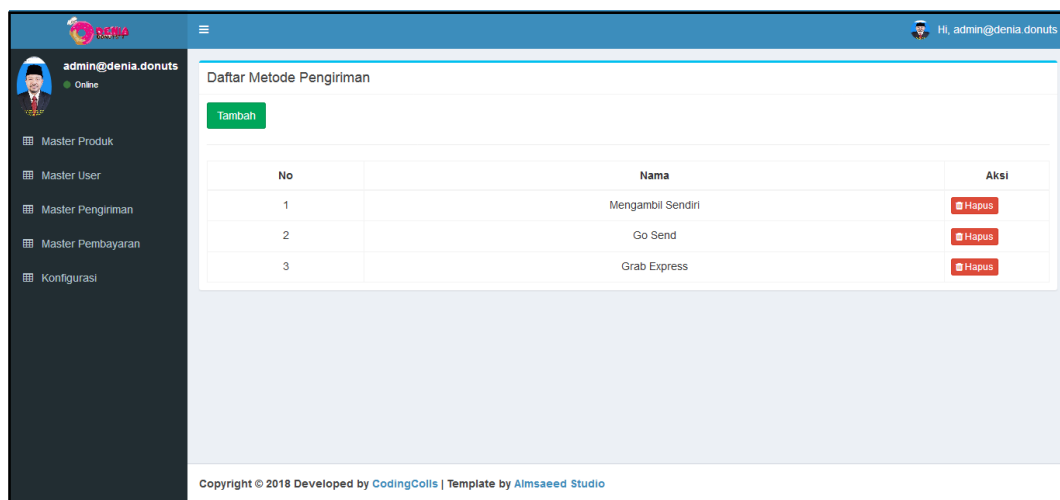 DENIA
Hi, admin@denia.donuts
admin@denia.donuts
Online
Master Produk
Master User
Master Pengiriman
Master Pembayaran
Konfigurasi
Daftar Metode Pengiriman
Tambah
No Nama Aksi
1 Mengambil Sendiri Hapus
2 Go Send Hapus
3 Grab Express Hapus
Copyright © 2018 Developed by CodingColls | Template by Almsaeed Studio